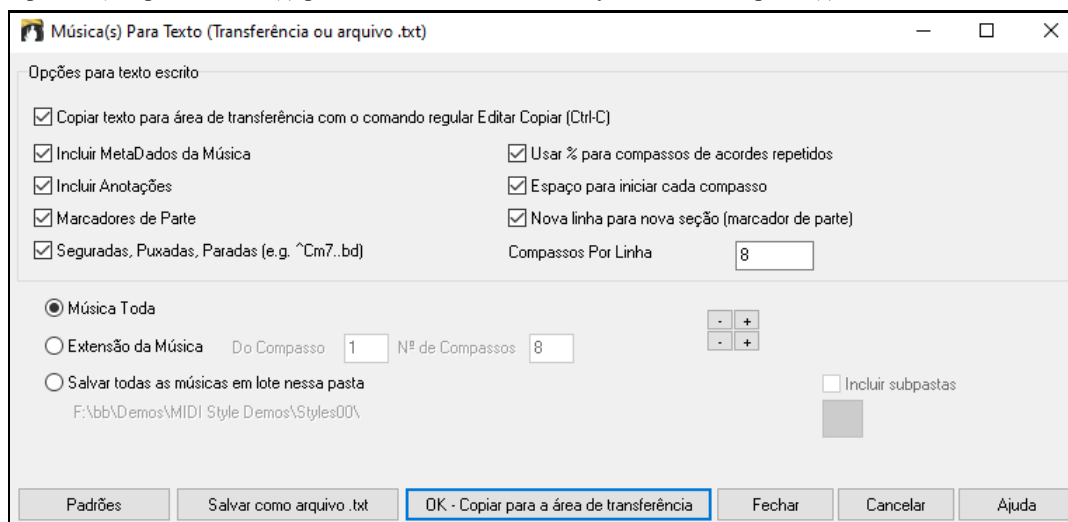 Música(s) Para Texto (Transferência ou arquivo .txt)
Opções para texto escrito
Copiar texto para área de transferência com o comando regular Editar Copiar (Ctrl-C)
Incluir MetaDados da Música
Usar % para compassos de acordes repetidos
Incluir Anotações
Espaço para iniciar cada compasso
Marcadores de Parte
Nova linha para nova seção (marcador de parte)
Seguradas, Puxadas, Paradas (e.g. ^Cm7..bd)
Compassos Por Linha 8
Música Toda
- +
Extensão da Música Do Compasso 1 Nº de Compassos 8
- +
Salvar todas as músicas em lote nessa pasta
Incluir subpastas
F:\bb\Demos\MIDI Style Demos\Styles00\
Padrões Salvar como arquivo .txt OK - Copiar para a área de transferência Fechar Cancelar Ajuda